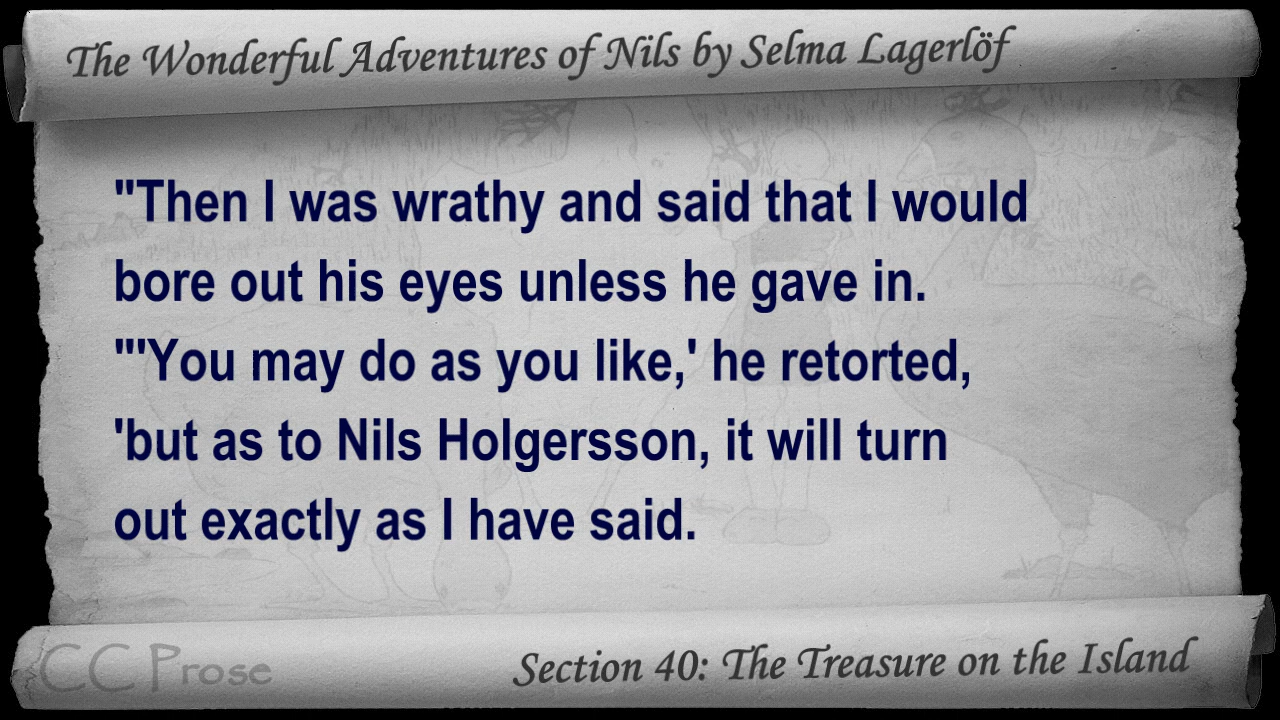 The Wonderful Adventures of Nils by Selma Lagerlöf
"Then I was wrathy and said that I would
bore out his eyes unless he gave in.
"'You may do as you like,' he retorted,
'but as to Nils Holgersson, it will turn
out exactly as I have said.
CC Prose
Section 40: The Treasure on the Island